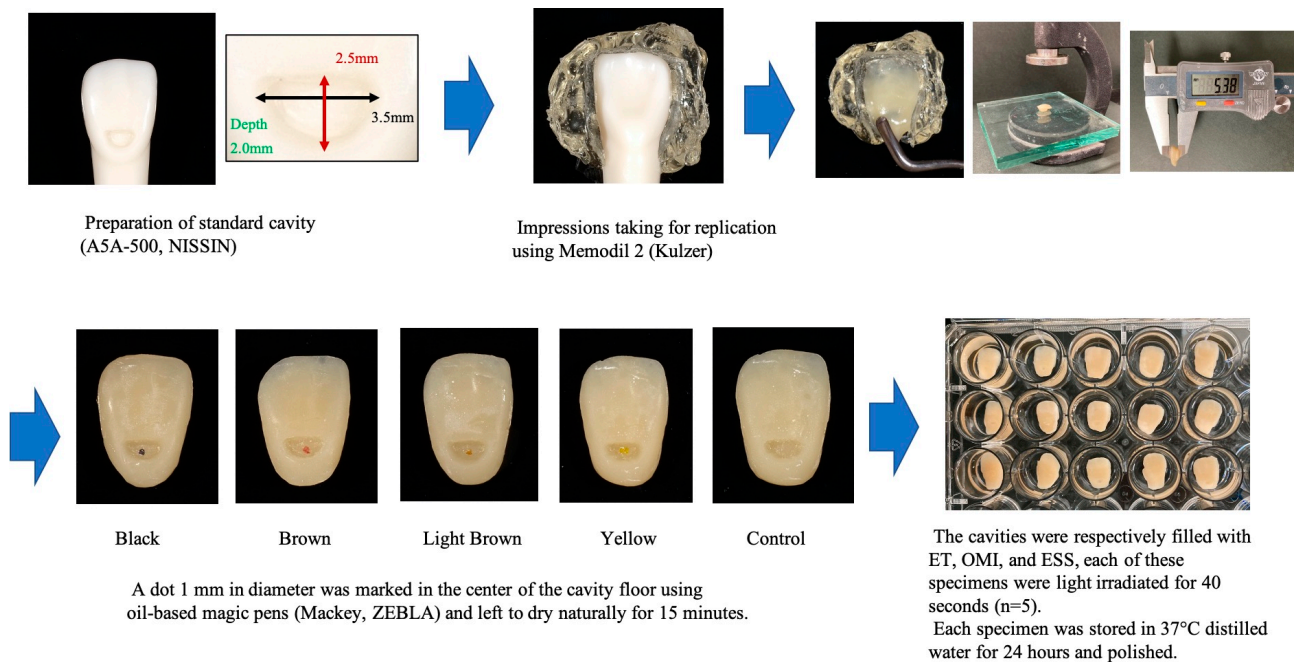 2.5mm
3.5mm
Depth
2.0mm
5.38
Preparation of standard cavity
(A5A-500, NISSIN)
Impressions taking for replication
using Memodil 2 (Kulzer)
Black
Brown
Light Brown
Yellow
Control
A dot 1 mm in diameter was marked in the center of the cavity floor using
oil-based magic pens (Mackey, ZEBLA) and left to dry naturally for 15 minutes.
The cavities were respectively filled with
ET, OMI, and ESS, each of these
specimens were light irradiated for 40
seconds (n=5).
Each specimen was stored in 37°C distilled
water for 24 hours and polished.